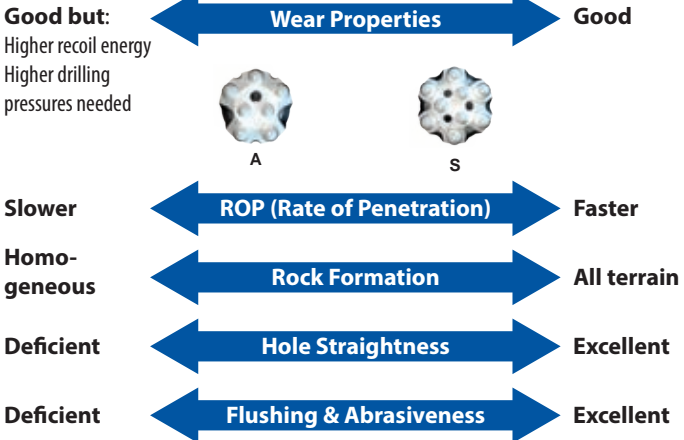 Good but: Wear Properties Good
Higher recoil energy
Higher drilling
pressures needed
A S
Slower ROP (Rate of Penetration) Faster
Homo-
geneous Rock Formation All terrain
Deficient Hole Straightness Excellent
Deficient Flushing & Abrasiveness Excellent